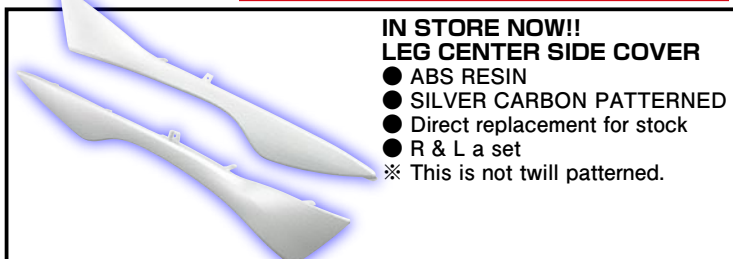 IN STORE NOW!!
LEG CENTER SIDE COVER
● ABS RESIN
● SILVER CARBON PATTERNED
● Direct replacement for stock
● R & L a set
※ This is not twill patterned.